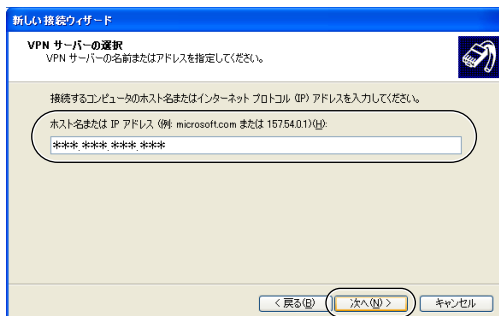 新しい接続ウィザード
VPN サーバーの選択
VPN サーバーの名前またはアドレスを指定してください。
接続するコンピュータのホスト名またはインターネット プロトコル (IP) アドレスを入力してください。
ホスト名または IP アドレス (例: microsoft.com または 157.54.0.1)(H):
***.***.***.***
< 戻る(B)
次へ(N) >
キャンセル